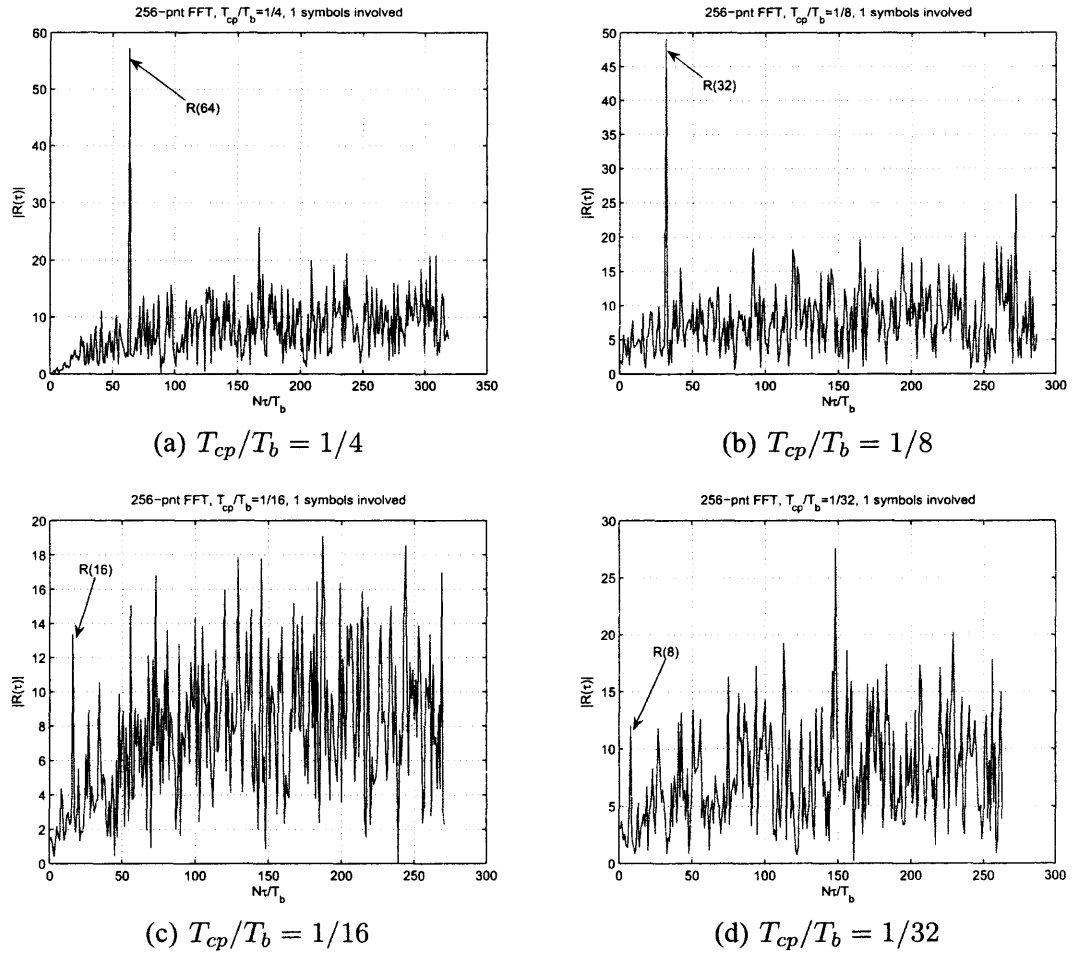 256-pnt FFT, T_cp/T_b=1/4, 1 symbols involved
60
50
40
30
20
10
0
|R(τ)|
R(64)
0 50 100 150 200 250 300 350
Nτ/T_b
(a) T_cp/T_b = 1/4
256-pnt FFT, T_cp/T_b=1/8, 1 symbols involved
50
45
40
35
30
25
20
15
10
5
0
|R(τ)|
R(32)
0 50 100 150 200 250 300
Nτ/T_b
(b) T_cp/T_b = 1/8
256-pnt FFT, T_cp/T_b=1/16, 1 symbols involved
20
18
16
14
12
10
8
6
4
2
0
|R(τ)|
R(16)
0 50 100 150 200 250 300
Nτ/T_b
(c) T_cp/T_b = 1/16
256-pnt FFT, T_cp/T_b=1/32, 1 symbols involved
30
25
20
15
10
5
0
|R(τ)|
R(8)
0 50 100 150 200 250 300
Nτ/T_b
(d) T_cp/T_b = 1/32